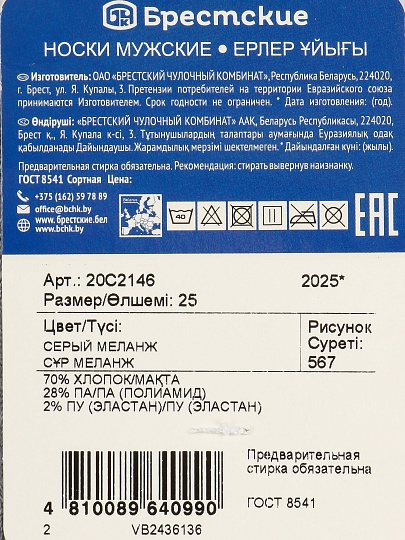 Брестские
НОСКИ МУЖСКИЕ • ЕРЛЕР ҰЙЫҒЫ
Изготовитель: ОАО «БРЕСТСКИЙ ЧУЛОЧНЫЙ КОМБИНАТ», Республика Беларусь, 224020,
г. Брест, ул. Я. Купалы, 3. Претензии потребителей на территории Евразийского союза
принимаются Изготовителем. Срок годности не ограничен. * Дата изготовления: (год).
Өндіруші: «БРЕСТСКИЙ ЧУЛОЧНЫЙ КОМБИНАТ» ААҚ, Беларусь Республикасы, 224020,
Брест қ., Я. Купала к-сі, 3. Тұтынушылардың талаптары аумағында Еуразиялық одақ
қабылданады Дайындаушы. Жарамдылық мерзімі шектелмеген. * Дайындалған күні: (жылы).
Предварительная стирка обязательна. Рекомендация: стирать вывернув наизнанку.
ГОСТ 8541 Сортная Цена:
+375 (162) 59 78 89
office@bchk.by
www.брестские.бел
www.bchk.by
Belarus
40
EAC
Арт.: 20С2146 2025*
Размер/Өлшемі: 25
Цвет/Түсі:
СЕРЫЙ МЕЛАНЖ
СҰР МЕЛАНЖ
Рисунок
Суреті:
567
70% ХЛОПОК/МАҚТА
28% ПА/ПА (ПОЛИАМИД)
2% ПУ (ЭЛАСТАН)/ПУ (ЭЛАСТАН)
Предварительная
стирка обязательна
ГОСТ 8541
4 810089 640990
2 VB2436136